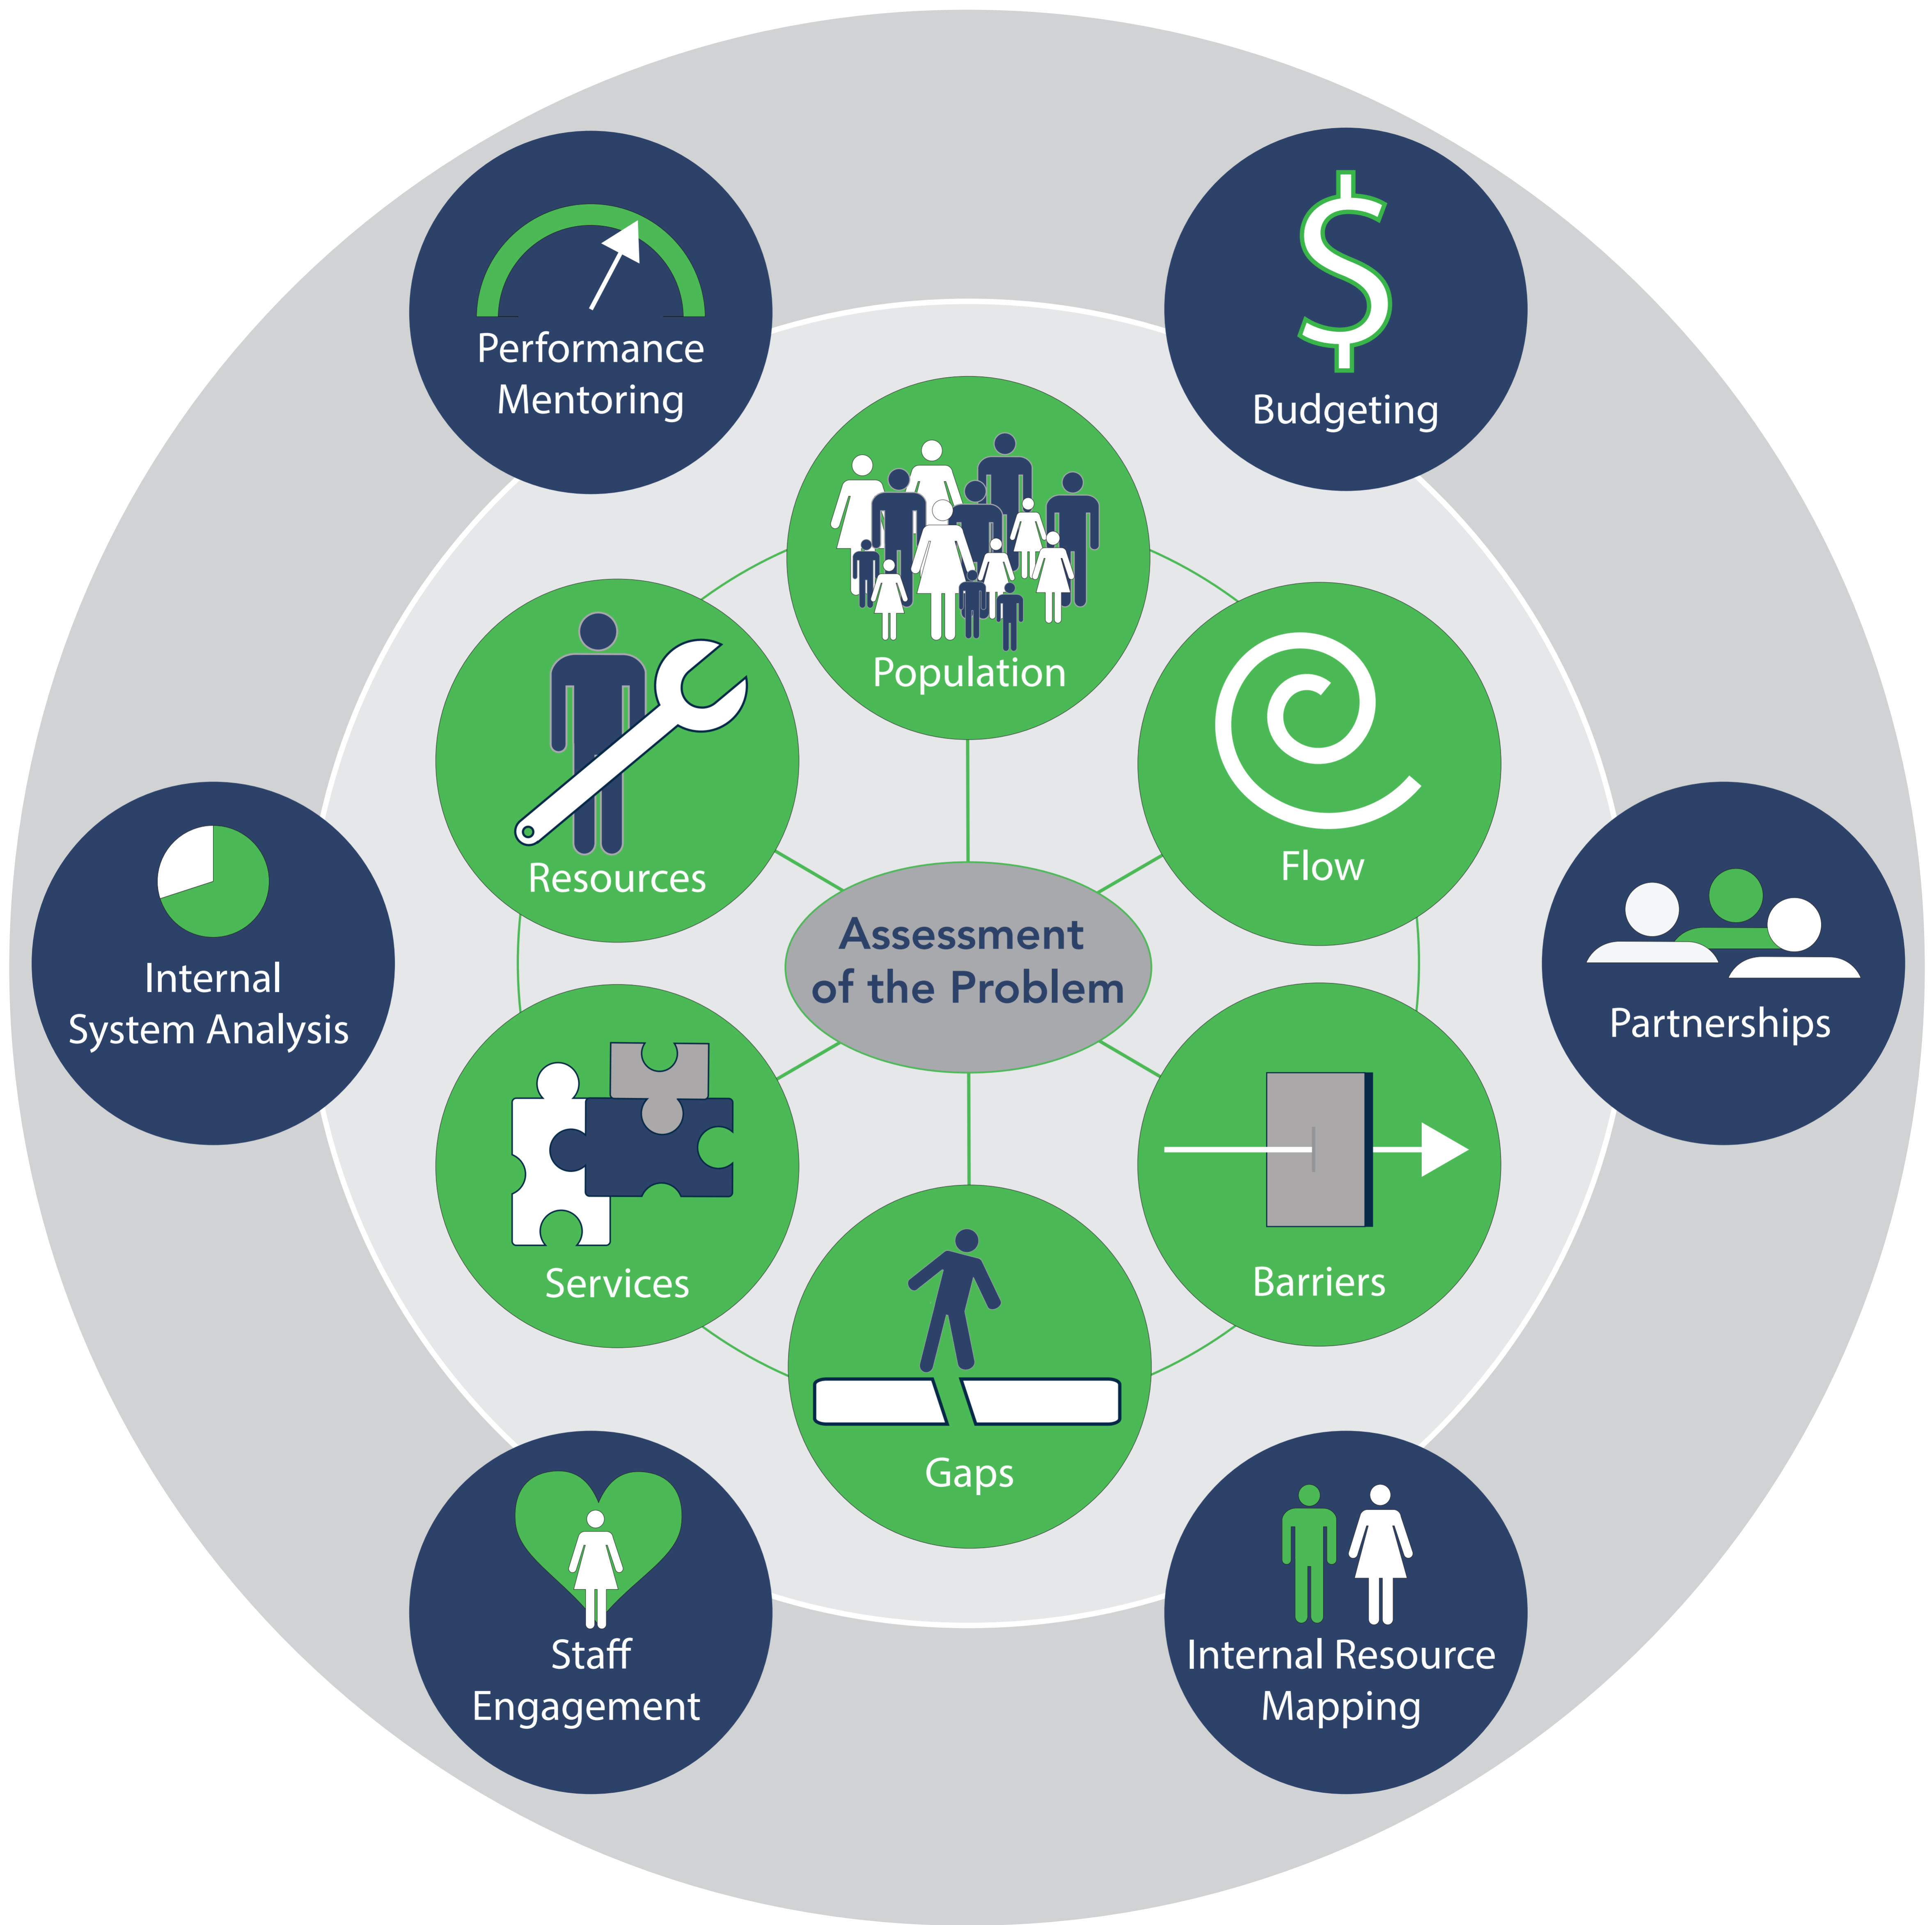 Performance
Mentoring
$
Budgeting
Population
Resources
Flow
Assessment
of the Problem
Internal
System Analysis
Partnerships
Services
Barriers
Gaps
Staff
Engagement
Internal Resource
Mapping